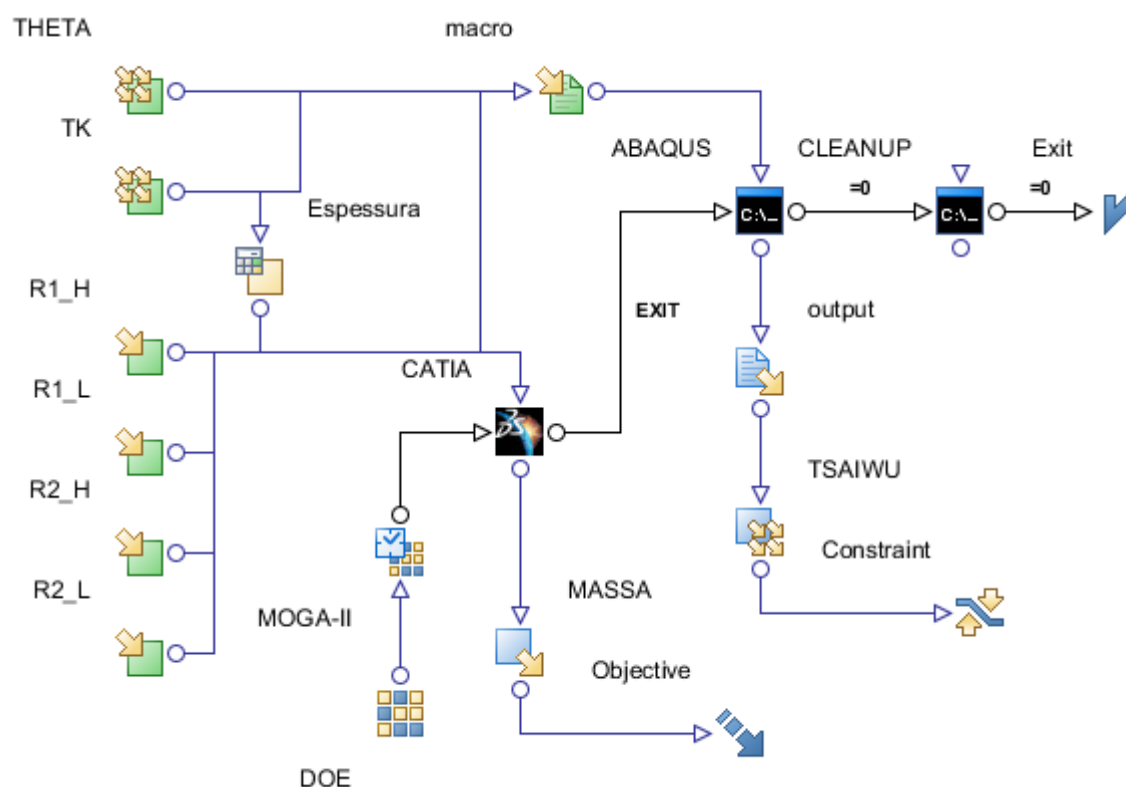 THETA
macro
TK
ABAQUS
CLEANUP
Exit
=0
=0
C:\_
C:\_
Espessura
R1_H
EXIT
output
CATIA
R1_L
3DS
TSAIWU
R2_H
Constraint
R2_L
MOGA-II
MASSA
Objective
DOE